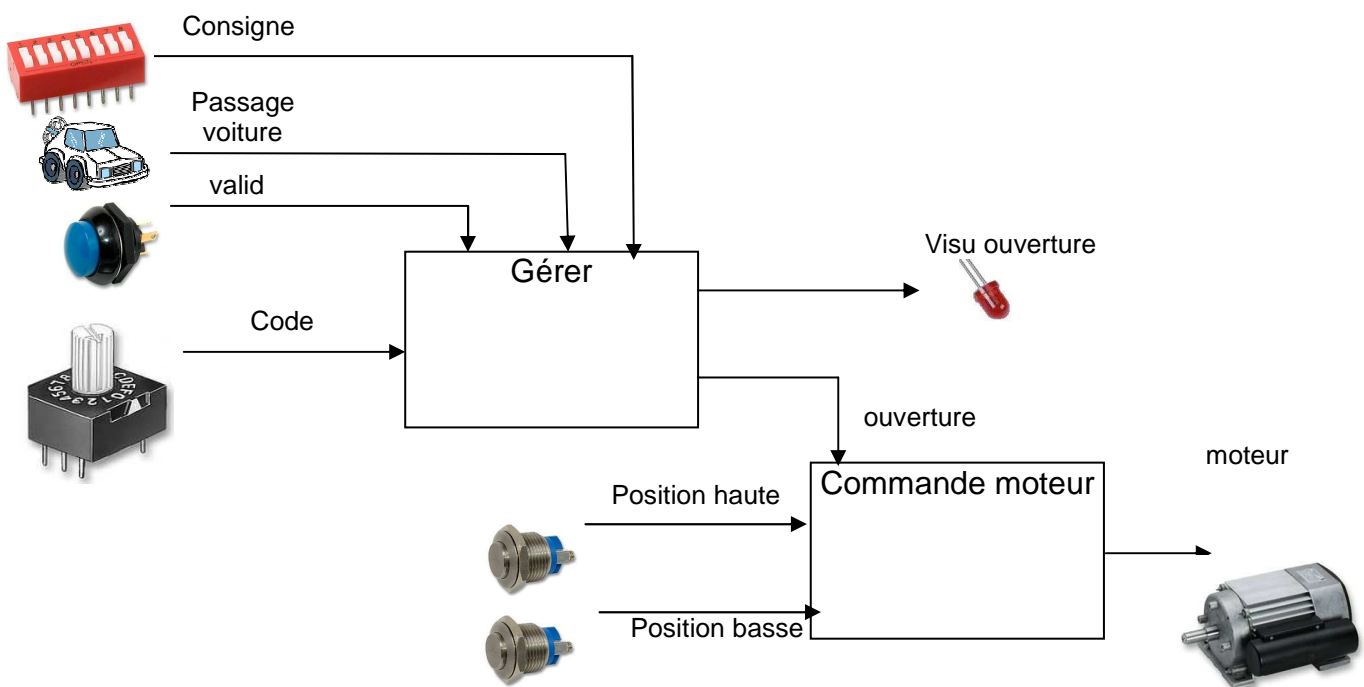 Consigne
Passage
voiture
valid
Gérer
Visu ouverture
Code
ouverture
moteur
Commande moteur
Position haute
Position basse